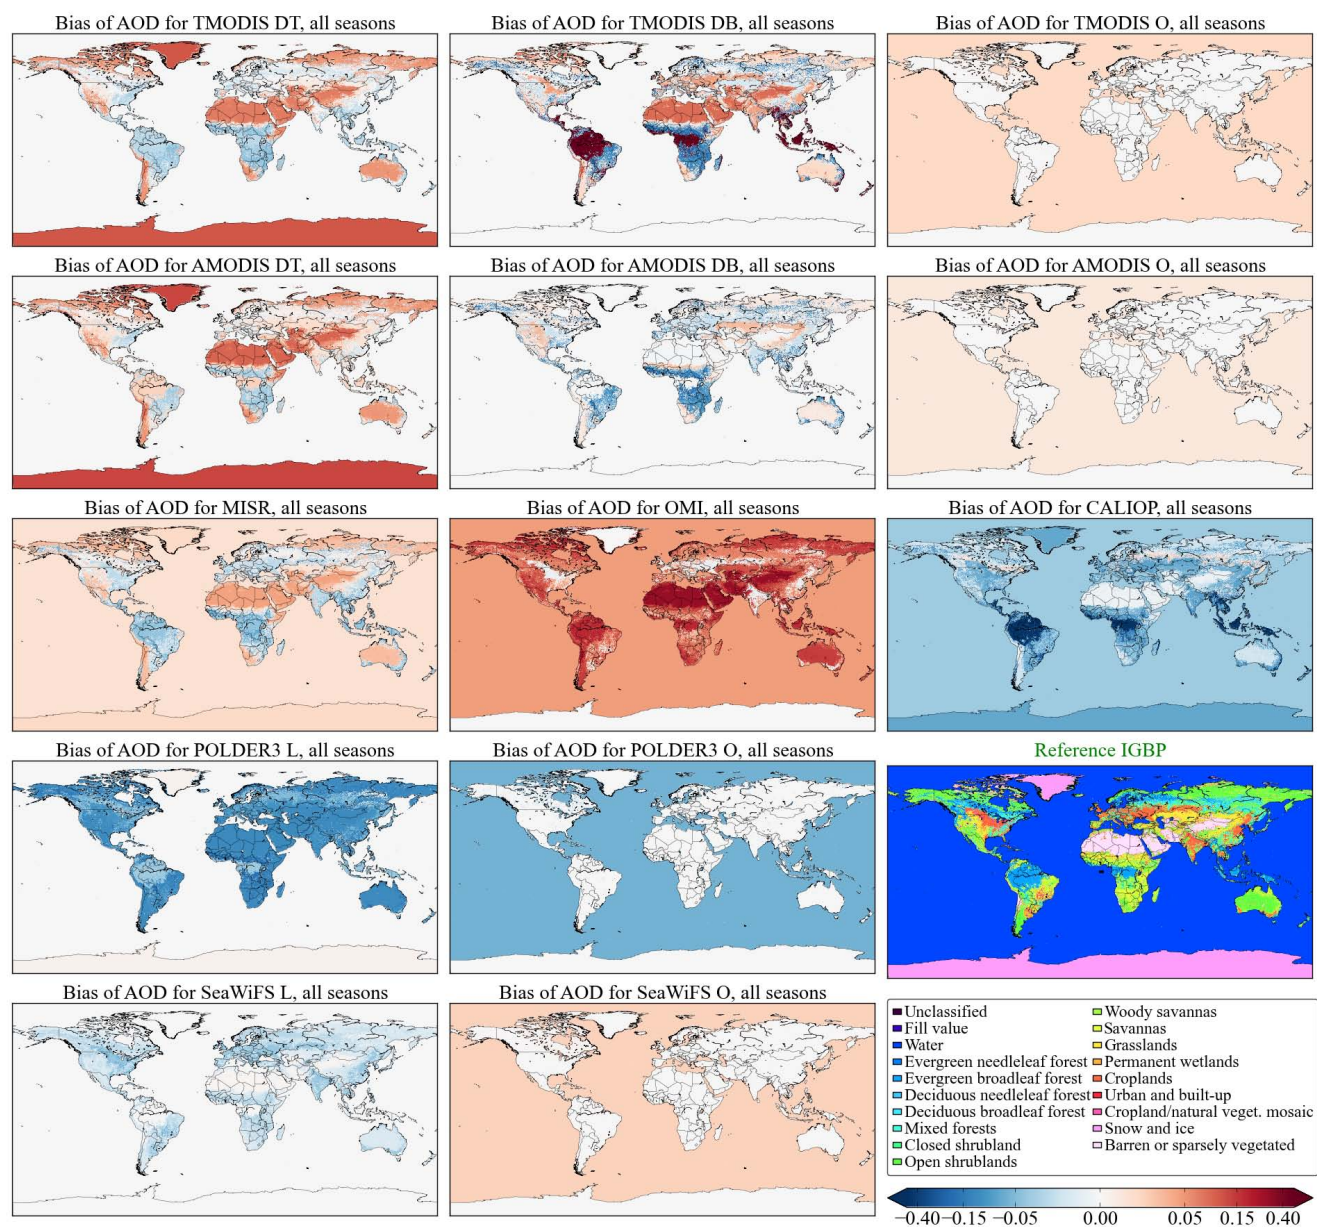 Bias of AOD for TMODIS DT, all seasons
Bias of AOD for TMODIS DB, all seasons
Bias of AOD for TMODIS O, all seasons
Bias of AOD for AMODIS DT, all seasons
Bias of AOD for AMODIS DB, all seasons
Bias of AOD for AMODIS O, all seasons
Bias of AOD for MISR, all seasons
Bias of AOD for OMI, all seasons
Bias of AOD for CALIOP, all seasons
Bias of AOD for POLDER3 L, all seasons
Bias of AOD for POLDER3 O, all seasons
Reference IGBP
Bias of AOD for SeaWiFS L, all seasons
Bias of AOD for SeaWiFS O, all seasons
Unclassified
Fill value
Water
Evergreen needleleaf forest
Evergreen broadleaf forest
Deciduous needleleaf forest
Deciduous broadleaf forest
Mixed forests
Closed shrubland
Open shrublands
Woody savannas
Savannas
Grasslands
Permanent wetlands
Croplands
Urban and built-up
Cropland/natural veget. mosaic
Snow and ice
Barren or sparsely vegetated
−0.40 −0.15 −0.05 0.00 0.05 0.15 0.40